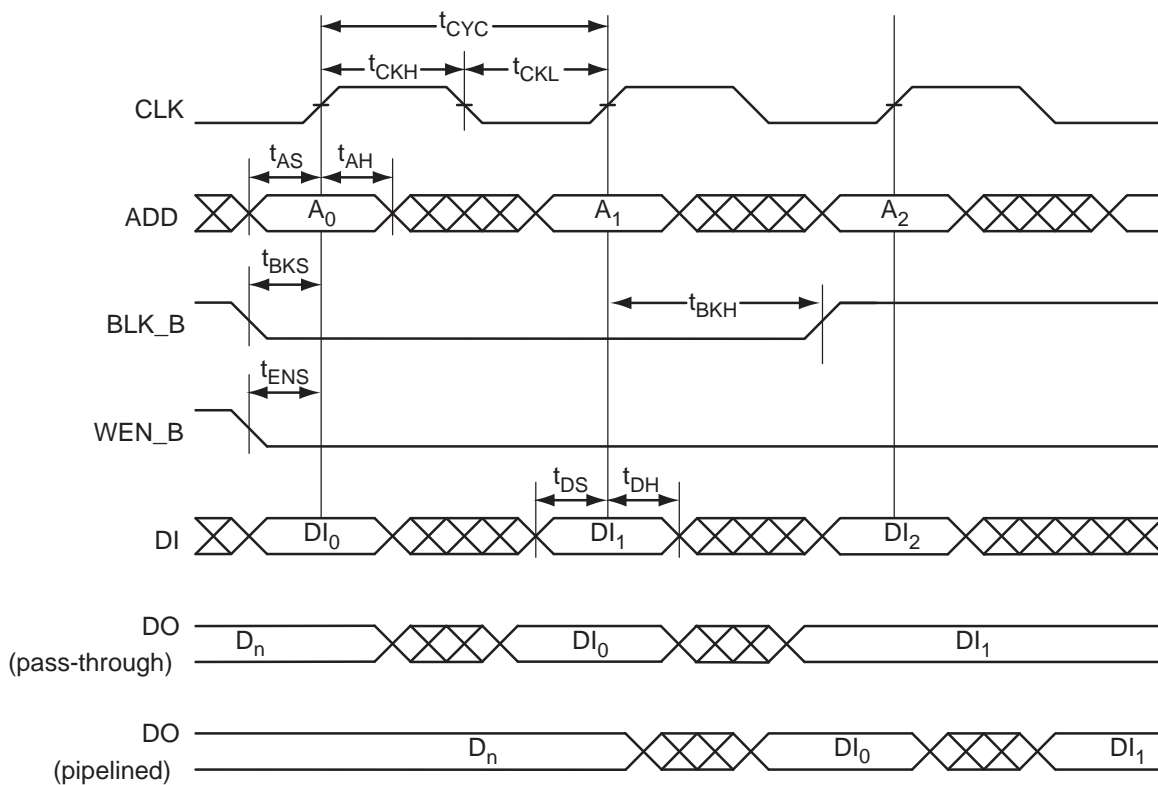 tCYC
tCKH tCKL
CLK
tAS tAH
ADD A0 A1 A2
tBKS
BLK_B tBKH
tENS
WEN_B
tDS tDH
DI DI0 DI1 DI2
DO
(pass-through) Dn DI0 DI1
DO
(pipelined) Dn DI0 DI1